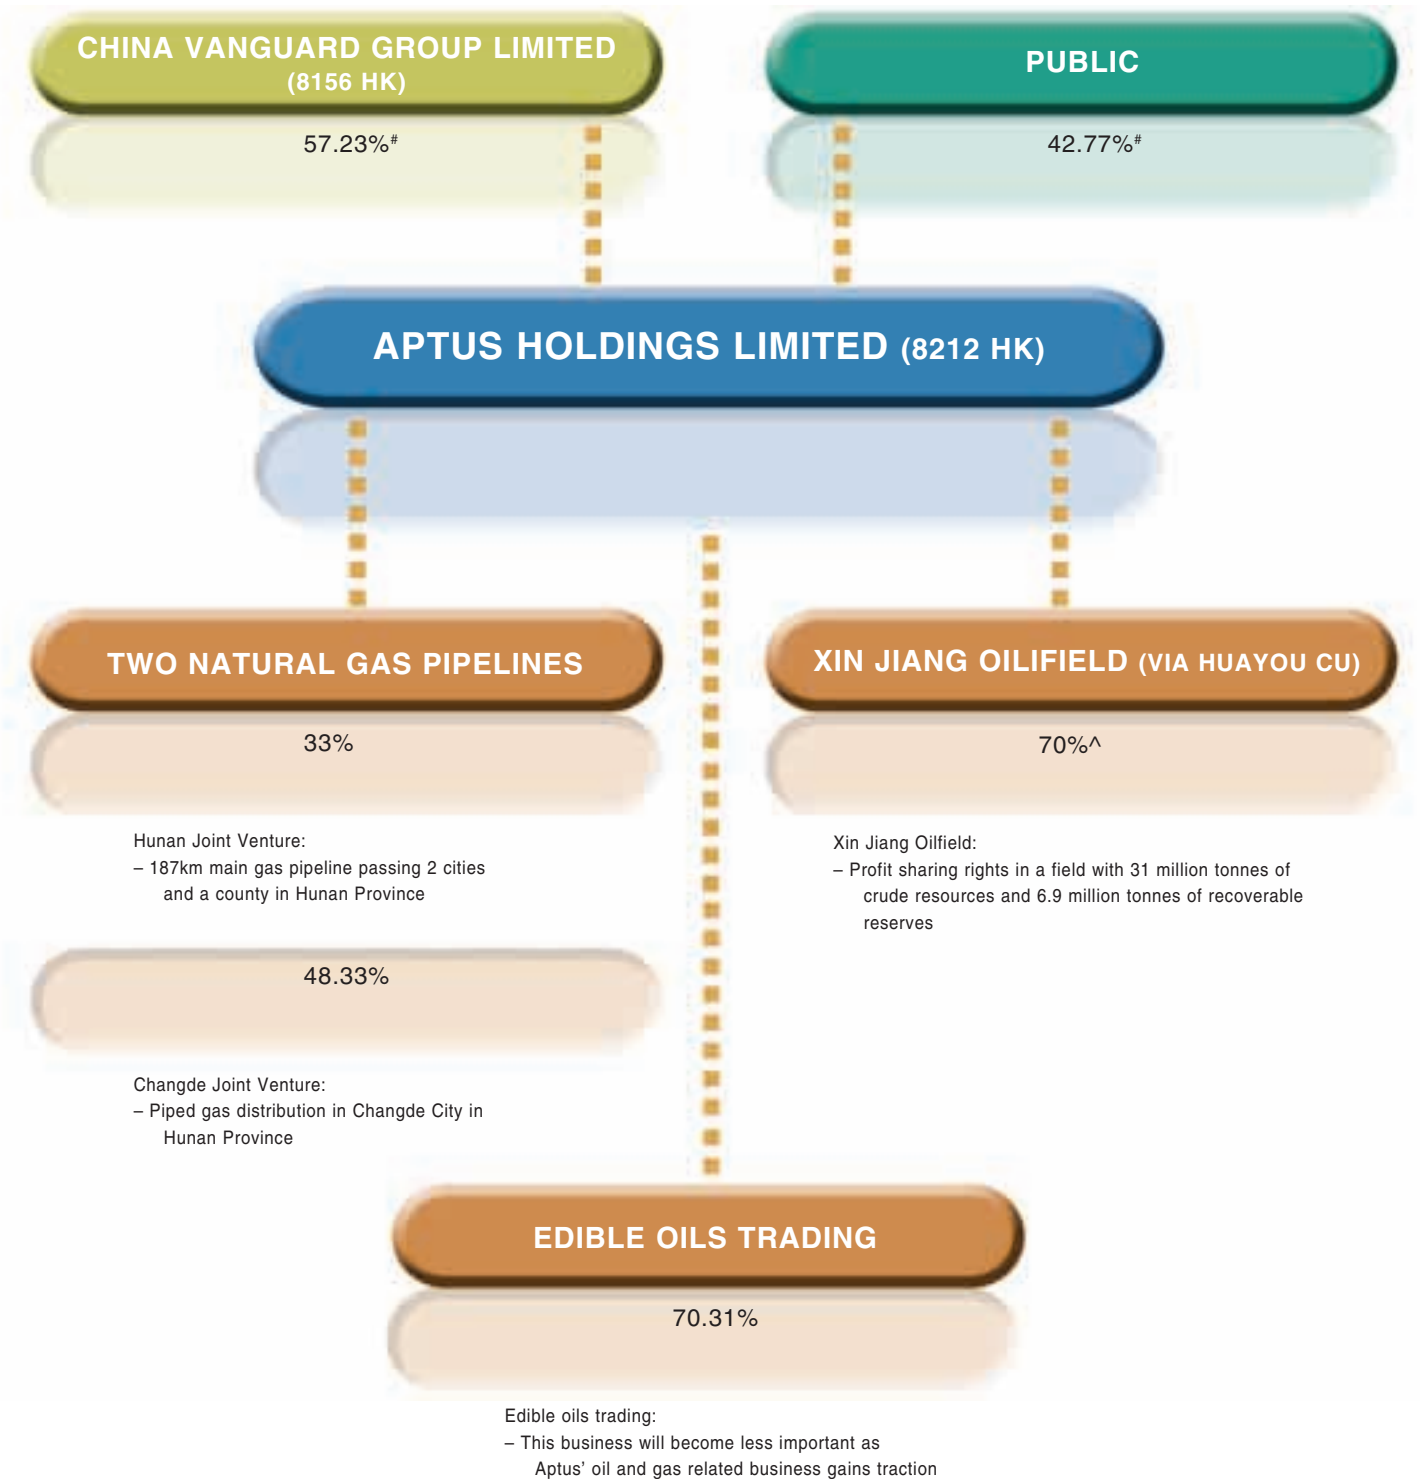 CHINA VANGUARD GROUP LIMITED
(8156 HK)
57.23%#
PUBLIC
42.77%#
APTUS HOLDINGS LIMITED (8212 HK)
TWO NATURAL GAS PIPELINES
33%
Hunan Joint Venture:
– 187km main gas pipeline passing 2 cities
and a county in Hunan Province
48.33%
Changde Joint Venture:
– Piped gas distribution in Changde City in
Hunan Province
XIN JIANG OILIFIELD (VIA HUAYOU CU)
70%^
Xin Jiang Oilfield:
– Profit sharing rights in a field with 31 million tonnes of
crude resources and 6.9 million tonnes of recoverable
reserves
EDIBLE OILS TRADING
70.31%
Edible oils trading:
– This business will become less important as
Aptus' oil and gas related business gains traction